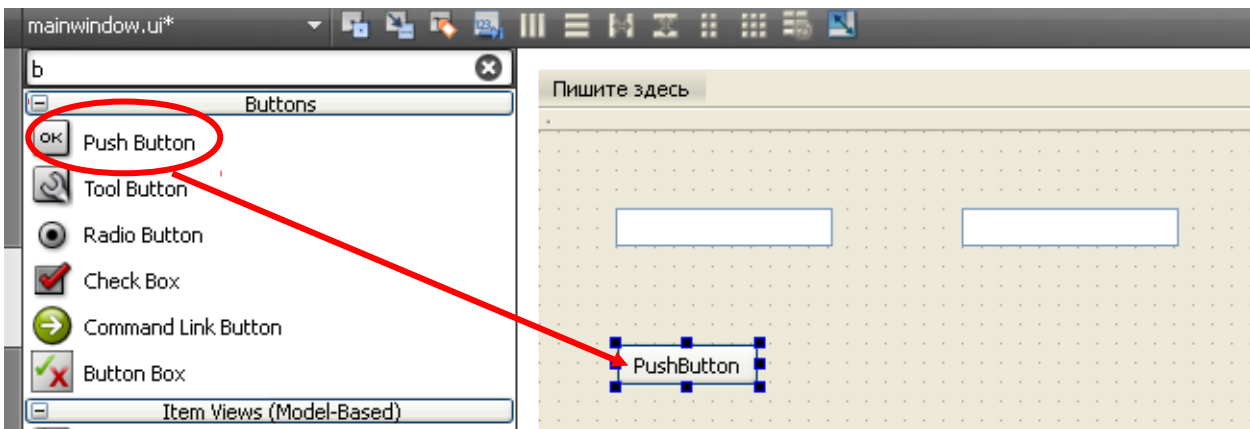 mainwindow.ui*
b
Buttons
OK Push Button
Tool Button
Radio Button
Check Box
Command Link Button
Button Box
Item Views (Model-Based)
Пишите здесь
PushButton